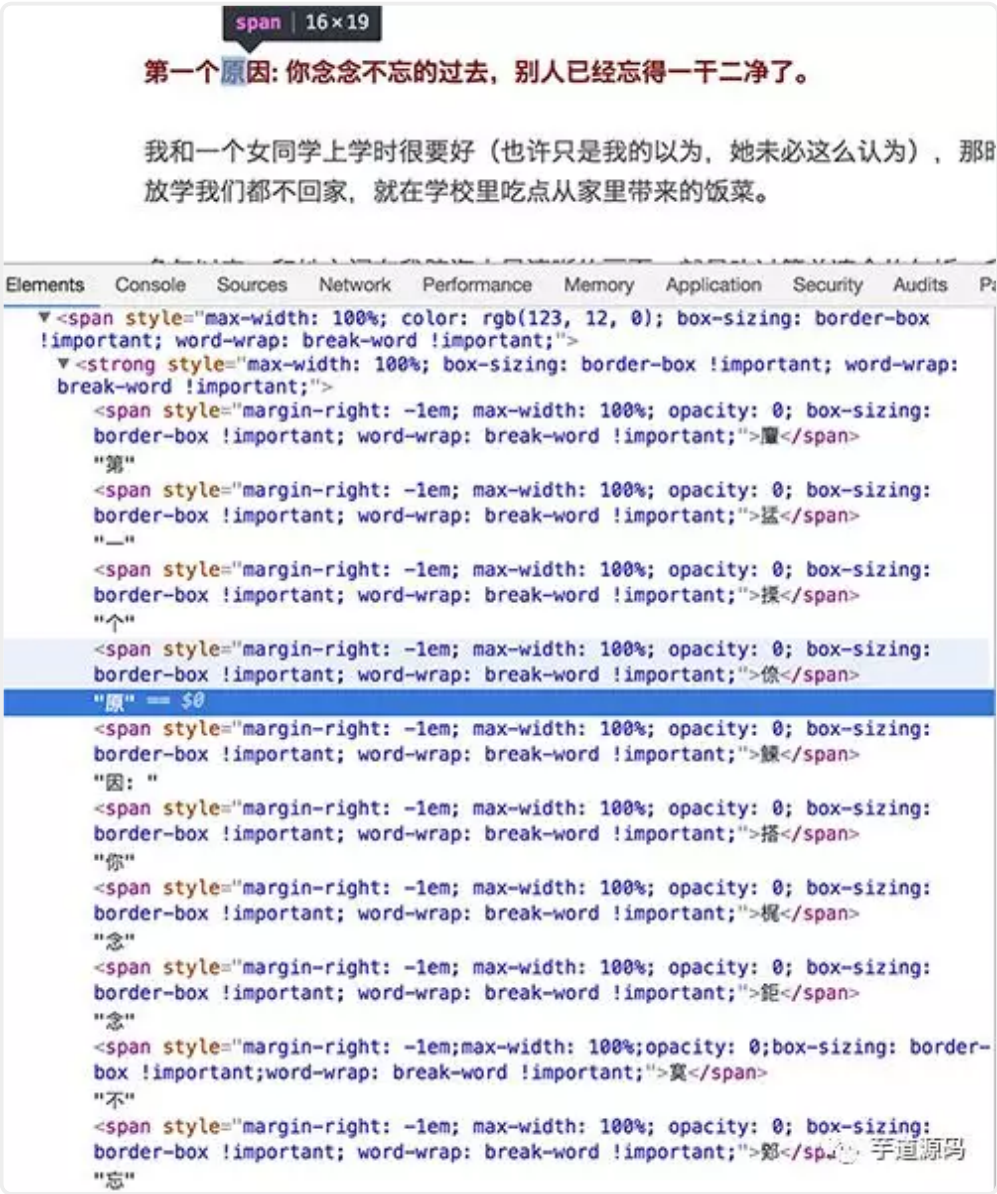 span | 16×19
第一个原因: 你念念不忘的过去，别人已经忘得一干二净了。
我和一个女同学上学时很要好（也许只是我的以为，她未必这么认为），那时
放学我们都不回家，就在学校里吃点从家里带来的饭菜。
Elements Console Sources Network Performance Memory Application Security Audits Pa
▼<span style="max-width: 100%; color: rgb(123, 12, 0); box-sizing: border-box
!important; word-wrap: break-word !important;">
▼<strong style="max-width: 100%; box-sizing: border-box !important; word-wrap:
break-word !important;">
<span style="margin-right: -1em; max-width: 100%; opacity: 0; box-sizing:
border-box !important; word-wrap: break-word !important;"></span>
"第"
<span style="margin-right: -1em; max-width: 100%; opacity: 0; box-sizing:
border-box !important; word-wrap: break-word !important;">猛</span>
"一"
<span style="margin-right: -1em; max-width: 100%; opacity: 0; box-sizing:
border-box !important; word-wrap: break-word !important;"></span>
"个"
<span style="margin-right: -1em; max-width: 100%; opacity: 0; box-sizing:
border-box !important; word-wrap: break-word !important;"></span>
"原" == $0
<span style="margin-right: -1em; max-width: 100%; opacity: 0; box-sizing:
border-box !important; word-wrap: break-word !important;"></span>
"因: "
<span style="margin-right: -1em; max-width: 100%; opacity: 0; box-sizing:
border-box !important; word-wrap: break-word !important;">搭</span>
"你"
<span style="margin-right: -1em; max-width: 100%; opacity: 0; box-sizing:
border-box !important; word-wrap: break-word !important;">梶</span>
"念"
<span style="margin-right: -1em; max-width: 100%; opacity: 0; box-sizing:
border-box !important; word-wrap: break-word !important;">鉅</span>
"念"
<span style="margin-right: -1em;max-width: 100%;opacity: 0;box-sizing: border-
box !important;word-wrap: break-word !important;">寞</span>
"不"
<span style="margin-right: -1em; max-width: 100%; opacity: 0; box-sizing:
border-box !important; word-wrap: break-word !important;"></span>
芋道源码
"忘"